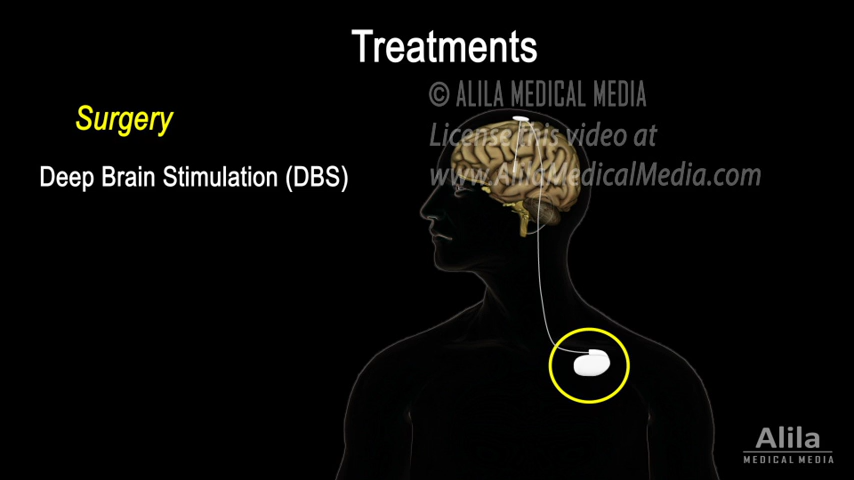 Treatments
© ALILA MEDICAL MEDIA
License this video at
www.AlilaMedicalMedia.com
Surgery
Deep Brain Stimulation (DBS)
Alila
MEDICAL MEDIA